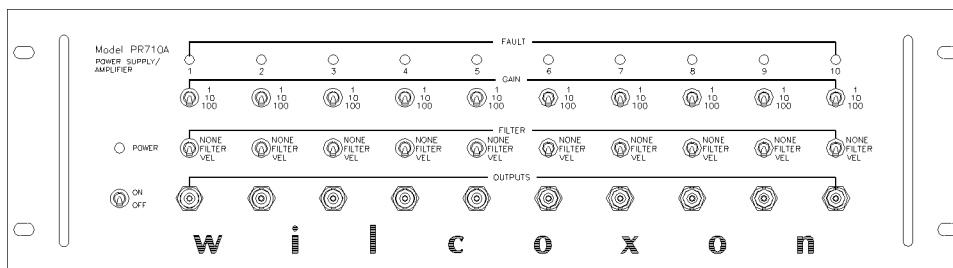 FAULT
Model PR710A
POWER SUPPLY/
AMPLIFIER
1 2 3 4 5 6 7 8 9 10
GAIN
1 1 1 1 1 1 1 1 1 1
10 10 10 10 10 10 10 10 10 10
100 100 100 100 100 100 100 100 100 100
FILTER
POWER
NONE NONE NONE NONE NONE NONE NONE NONE NONE NONE
FILTER FILTER FILTER FILTER FILTER FILTER FILTER FILTER FILTER FILTER
VEL VEL VEL VEL VEL VEL VEL VEL VEL VEL
OUTPUTS
ON
OFF
wilcoxon